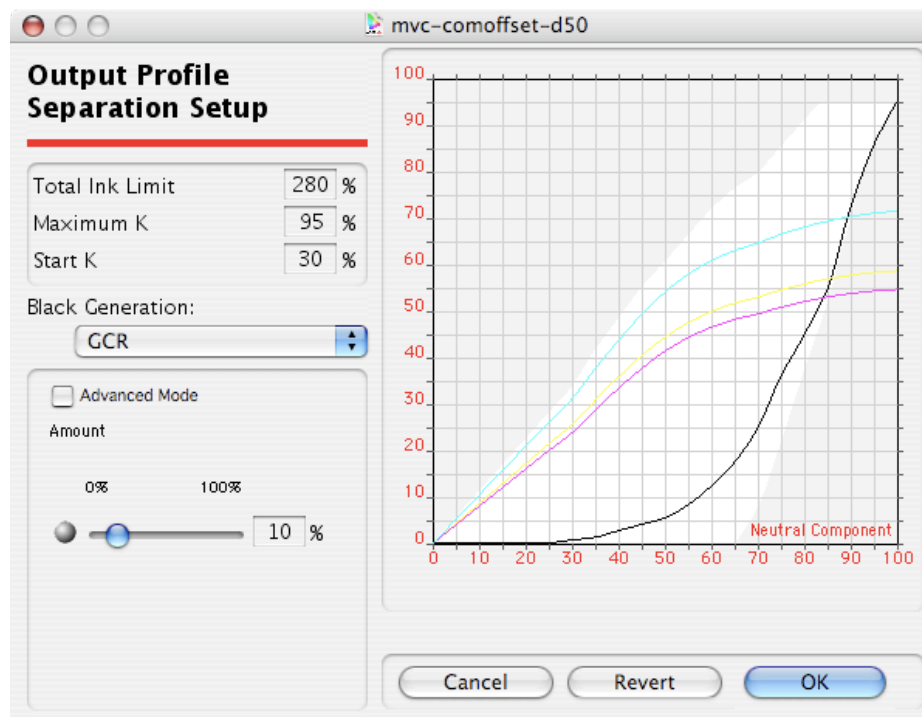 mvc-comoffset-d50
Output Profile
Separation Setup
Total Ink Limit 280 %
Maximum K 95 %
Start K 30 %
Black Generation:
GCR
Advanced Mode
Amount
0% 100%
10 %
100
90
80
70
60
50
40
30
20
10
0
Neutral Component
0 10 20 30 40 50 60 70 80 90 100
Cancel Revert OK